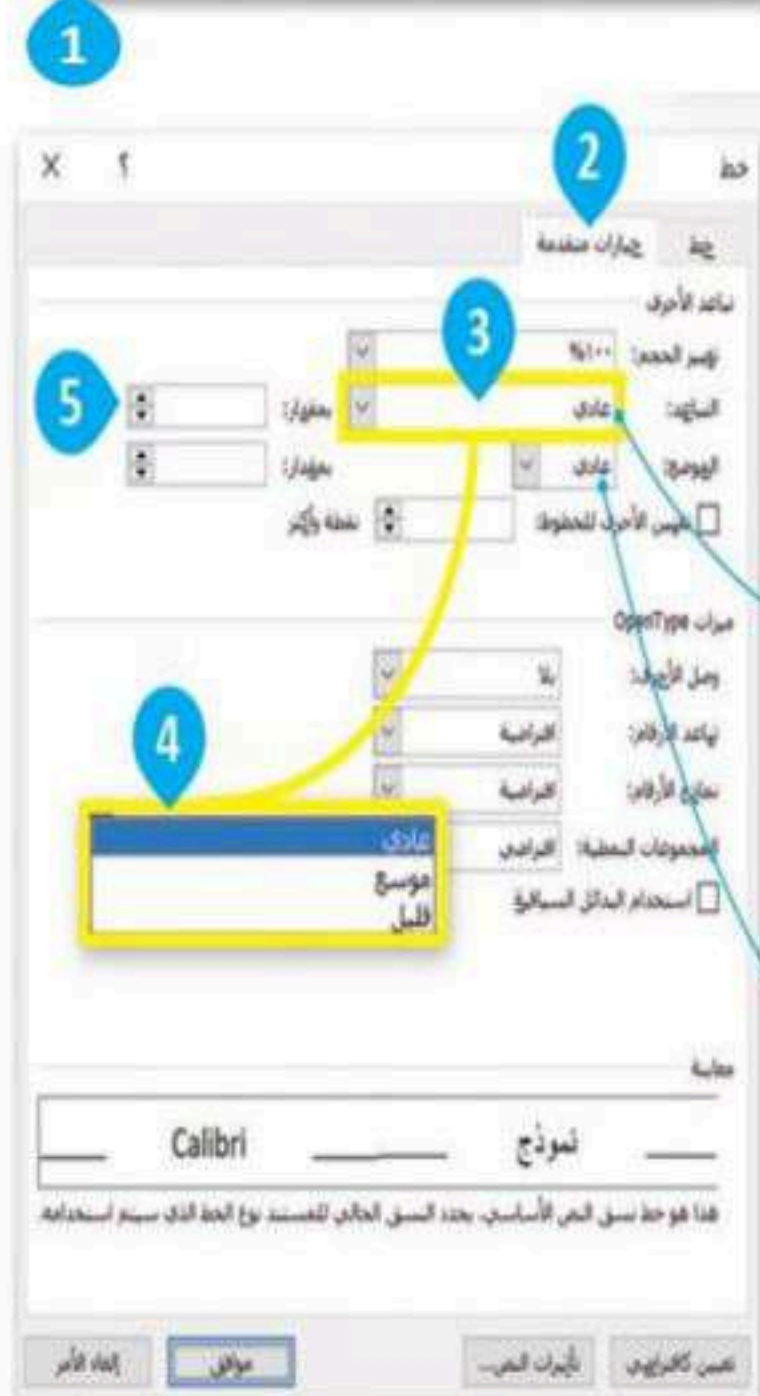 1
2
خط
؟ X
خط خيارات متقدمة
تباعد الأحرف
تغيير الحجم: ١٠٠%
3
التباعد: عادي بمقدار:
5
الموضع: عادي بمقدار:
تقنين الأحرف للخطوط: نقطة وأكثر
ميزات OpenType
وصل الأحرف: بلا
تباعد الأرقام: افتراضية
نماذج الأرقام: افتراضية
المجموعات النمطية: افتراضي
استخدام البدائل السياقية
4
عادي
موسع
قليل
معاينة
نموذج Calibri
هذا هو خط نسق النص الأساسي. يحدد النسق الحالي للمستند نوع الخط الذي سيتم استخدامه.
تعيين كافتراضي تأثيرات النص... موافق إلغاء الأمر